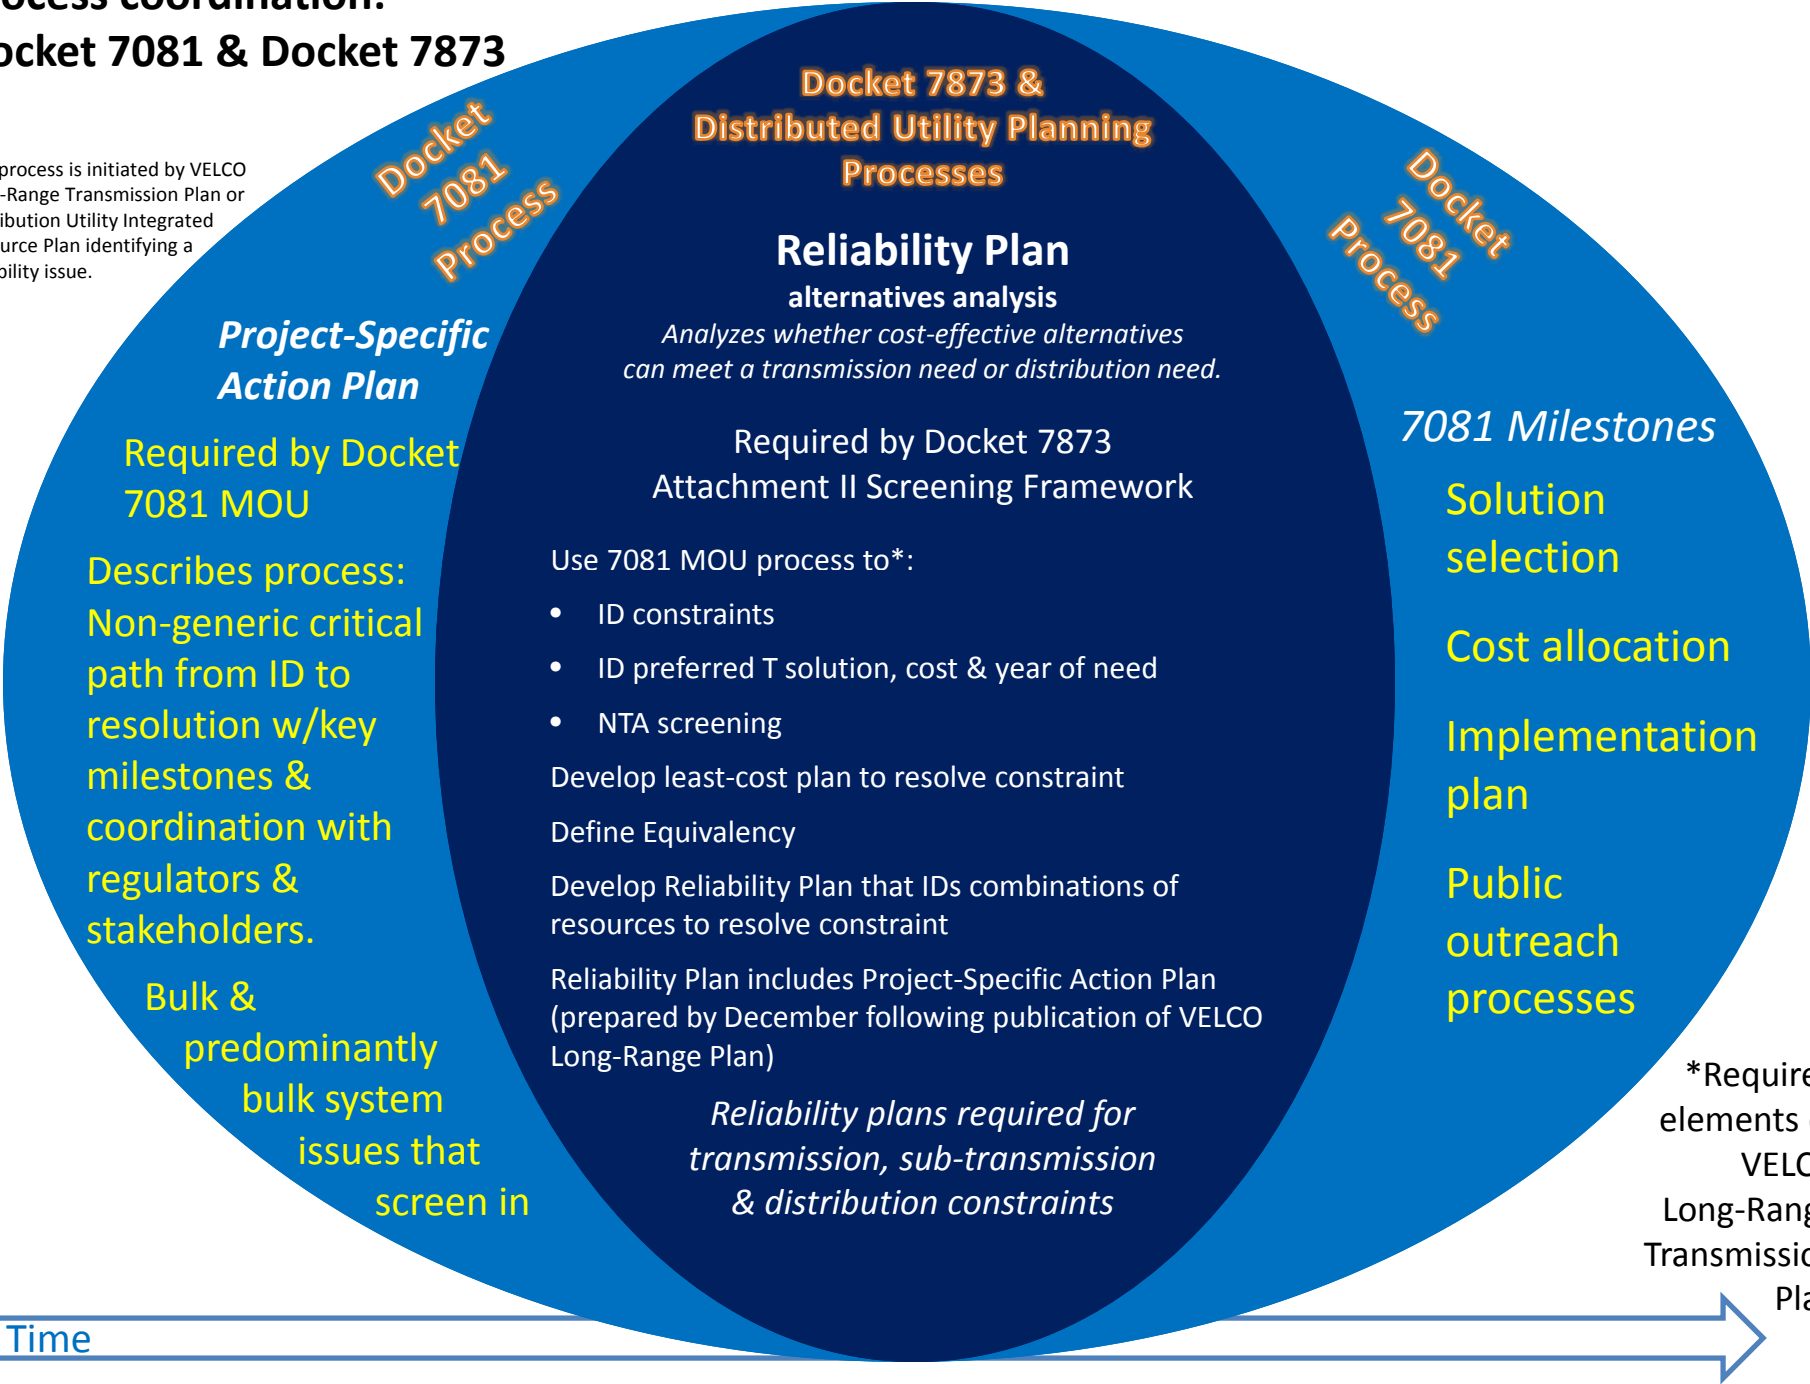 ocess coordination:
ocket 7081 & Docket 7873
process is initiated by VELCO
-Range Transmission Plan or
ribution Utility Integrated
ource Plan identifying a
bility issue.
Docket
7081
Process
Project-Specific
Action Plan
Required by Docket
7081 MOU
Describes process:
Non-generic critical
path from ID to
resolution w/key
milestones &
coordination with
regulators &
stakeholders.
Bulk &
predominantly
bulk system
issues that
screen in
Docket 7873 &
Distributed Utility Planning
Processes
Reliability Plan
alternatives analysis
Analyzes whether cost-effective alternatives
can meet a transmission need or distribution need.
Required by Docket 7873
Attachment II Screening Framework
Use 7081 MOU process to*:
• ID constraints
• ID preferred T solution, cost & year of need
• NTA screening
Develop least-cost plan to resolve constraint
Define Equivalency
Develop Reliability Plan that IDs combinations of
resources to resolve constraint
Reliability Plan includes Project-Specific Action Plan
(prepared by December following publication of VELCO
Long-Range Plan)
Reliability plans required for
transmission, sub-transmission
& distribution constraints
Docket
7081
Process
7081 Milestones
Solution
selection
Cost allocation
Implementation
plan
Public
outreach
processes
*Require
elements
VELC
Long-Rang
Transmissio
Pla
Time